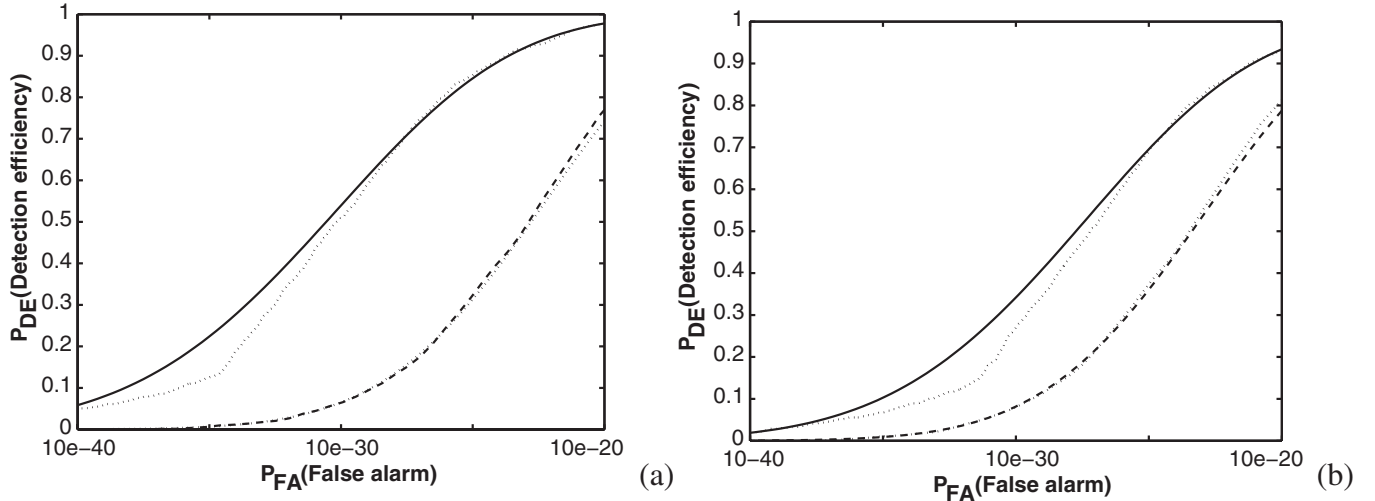 1
0.9
0.8
0.7
0.6
0.5
0.4
0.3
0.2
0.1
0
P_DE(Detection efficiency)
10e−40
10e−30
10e−20
P_FA(False alarm)
(a)
1
0.9
0.8
0.7
0.6
0.5
0.4
0.3
0.2
0.1
0
P_DE(Detection efficiency)
10−40
10e−30
10e−20
P_FA(False alarm)
(b)